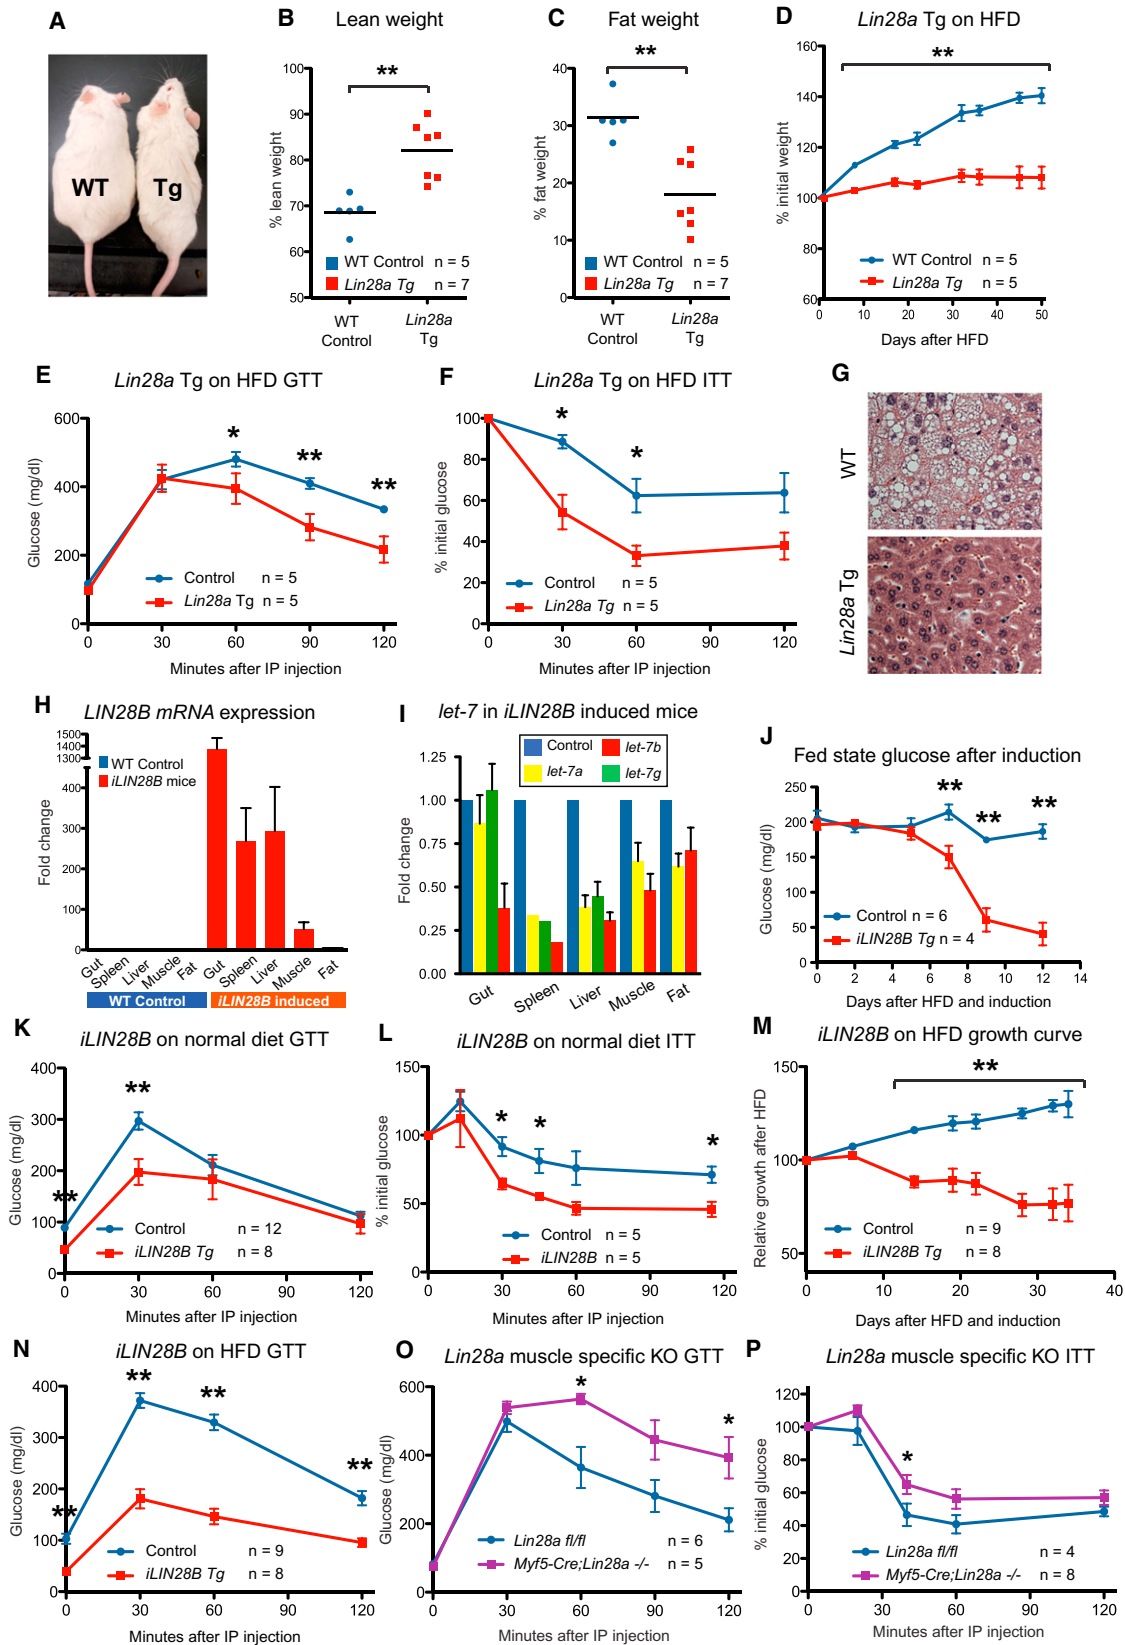 A
WT
Tg
B
Lean weight
**
% lean weight
100
90
80
70
60
50
WT Control n = 5
Lin28a Tg n = 7
WT
Control
Lin28a
Tg
C
Fat weight
**
% fat weight
40
30
20
10
0
WT Control n = 5
Lin28a Tg n = 7
WT
Control
Lin28a
Tg
D
Lin28a Tg on HFD
**
% initial weight
160
140
120
100
80
60
WT Control n = 5
Lin28a Tg n = 5
0 10 20 30 40 50
Days after HFD
E
Lin28a Tg on HFD GTT
Glucose (mg/dl)
600
400
200
0
* ** **
Control n = 5
Lin28a Tg n = 5
0 30 60 90 120
Minutes after IP injection
F
Lin28a Tg on HFD ITT
% initial glucose
100
80
60
40
20
0
* *
Control n = 5
Lin28a Tg n = 5
0 30 60 90 120
Minutes after IP injection
G
WT
Lin28a Tg
H
LIN28B mRNA expression
Fold change
1500
1400
1300
400
300
200
100
0
WT Control
iLIN28B mice
Gut Spleen Liver Muscle Fat Gut Spleen Liver Muscle Fat
WT Control iLIN28B induced
I
let-7 in iLIN28B induced mice
Fold change
1.25
1.00
0.75
0.50
0.25
0.00
Control let-7b
let-7a let-7g
Gut Spleen Liver Muscle Fat
J
Fed state glucose after induction
Glucose (mg/dl)
250
200
150
100
50
0
** ** **
Control n = 6
iLIN28B Tg n = 4
0 2 4 6 8 10 12 14
Days after HFD and induction
K
iLIN28B on normal diet GTT
Glucose (mg/dl)
400
300
200
100
0
** **
Control n = 12
iLIN28B Tg n = 8
0 30 60 90 120
Minutes after IP injection
L
iLIN28B on normal diet ITT
% initial glucose
150
100
50
0
* * *
Control n = 5
iLIN28B n = 5
0 30 60 90 120
Minutes after IP injection
M
iLIN28B on HFD growth curve
**
Relative growth after HFD
150
100
50
Control n = 9
iLIN28B Tg n = 8
0 10 20 30 40
Days after HFD and induction
N
iLIN28B on HFD GTT
Glucose (mg/dl)
400
300
200
100
0
** ** ** **
Control n = 9
iLIN28B Tg n = 8
0 30 60 90 120
Minutes after IP injection
O
Lin28a muscle specific KO GTT
Glucose (mg/dl)
600
400
200
0
* *
Lin28a fl/fl n = 6
Myf5-Cre;Lin28a -/- n = 5
0 30 60 90 120
Minutes after IP injection
P
Lin28a muscle specific KO ITT
% initial glucose
120
100
80
60
40
20
0
*
Lin28a fl/fl n = 4
Myf5-Cre;Lin28a -/- n = 8
0 30 60 90 120
Minutes after IP injection